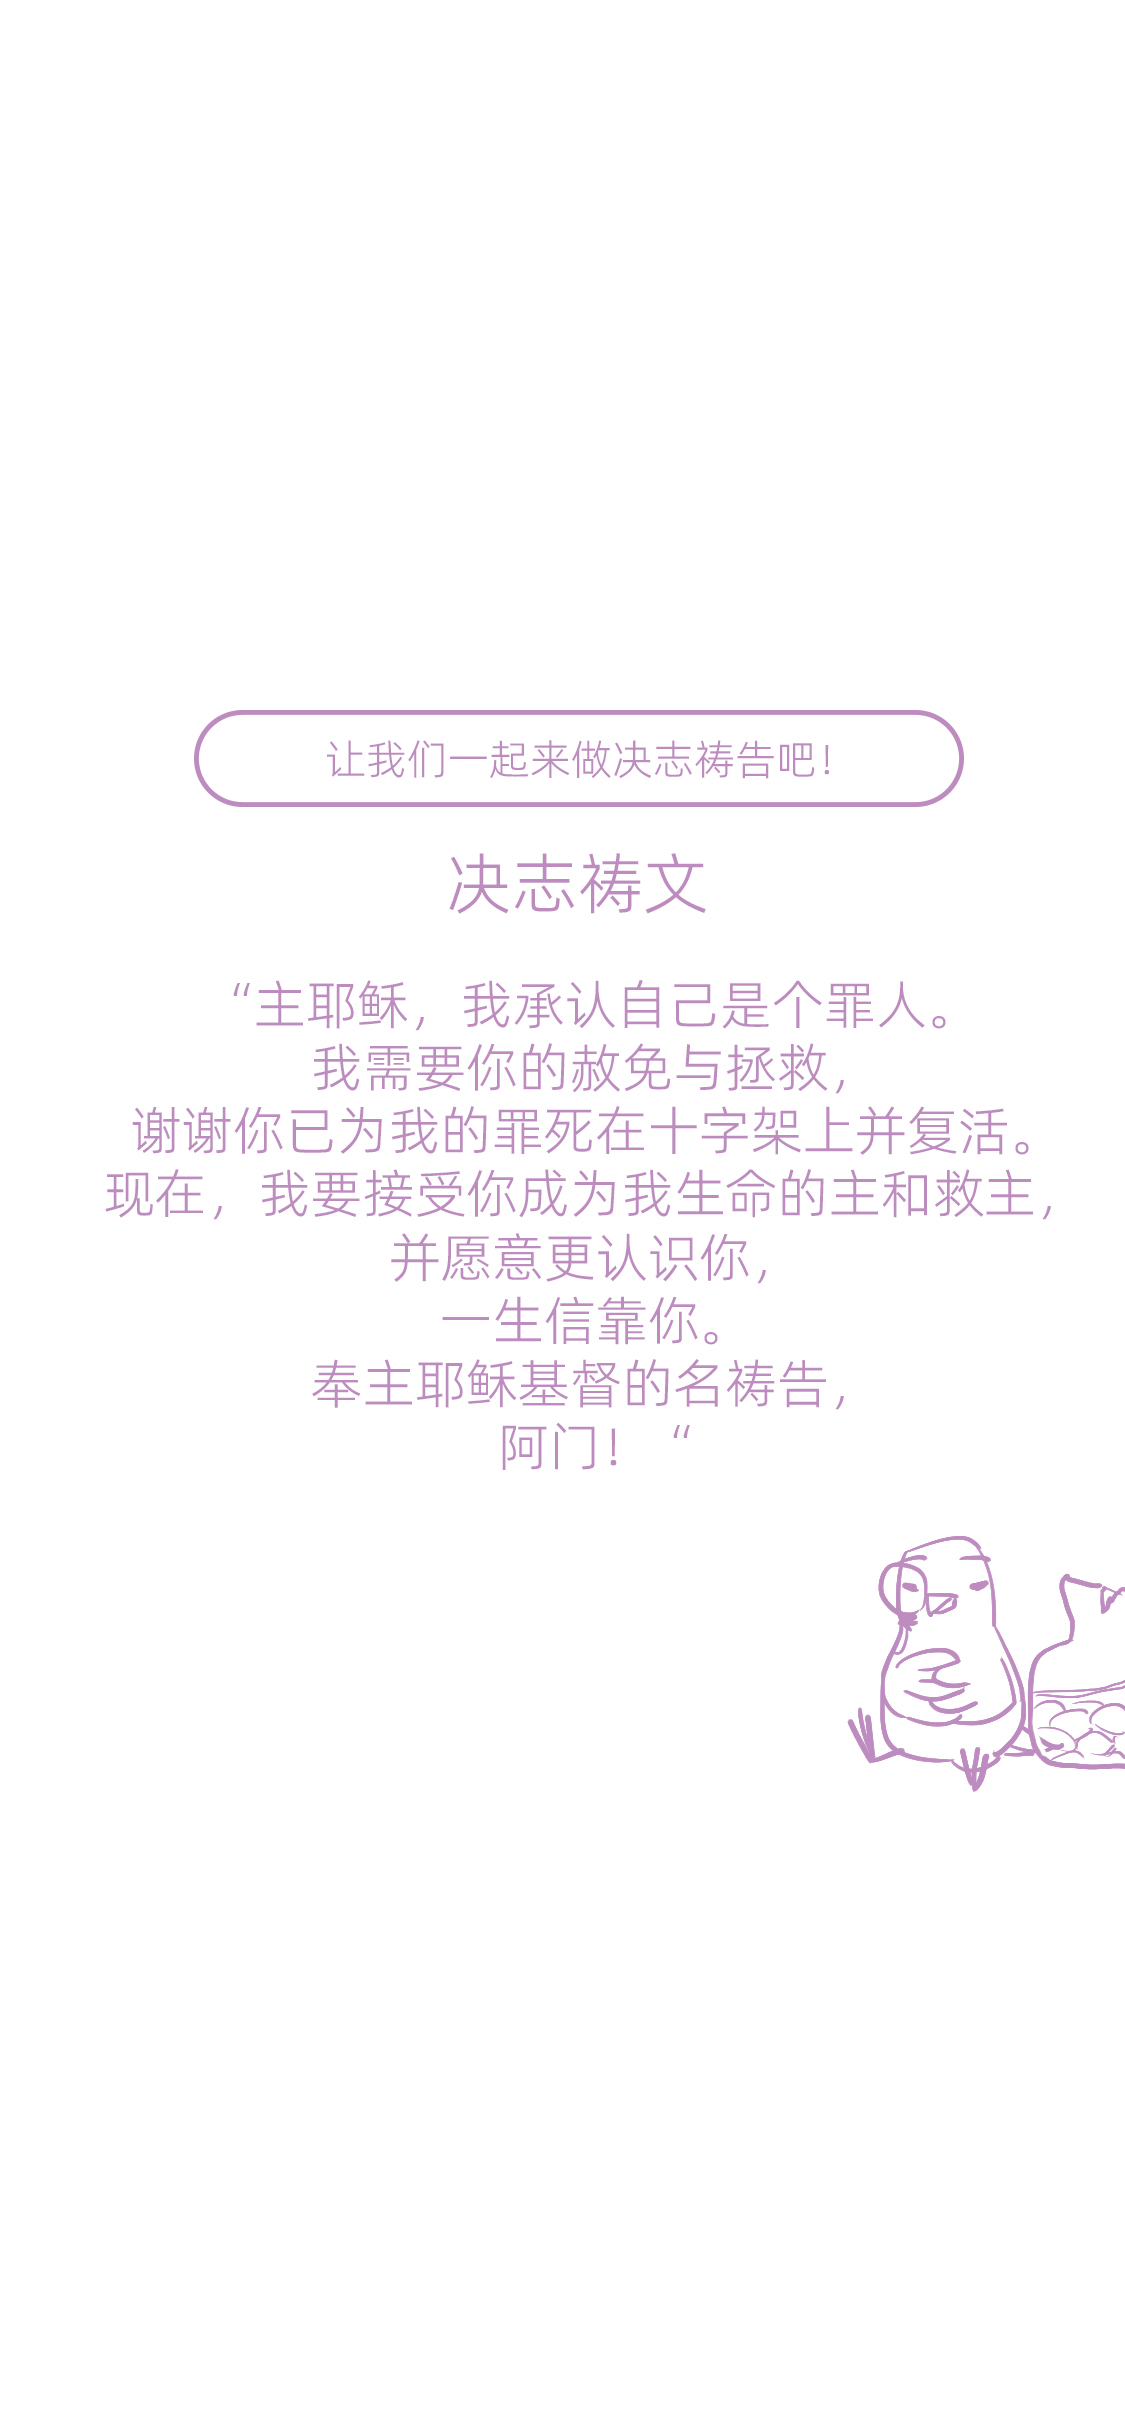 让我们一起来做决志祷告吧！
决志祷文
“主耶稣，我承认自己是个罪人。
我需要你的赦免与拯救，
谢谢你已为我的罪死在十字架上并复活。
现在，我要接受你成为我生命的主和救主，
并愿意更认识你，
一生信靠你。
奉主耶稣基督的名祷告，
阿门！“